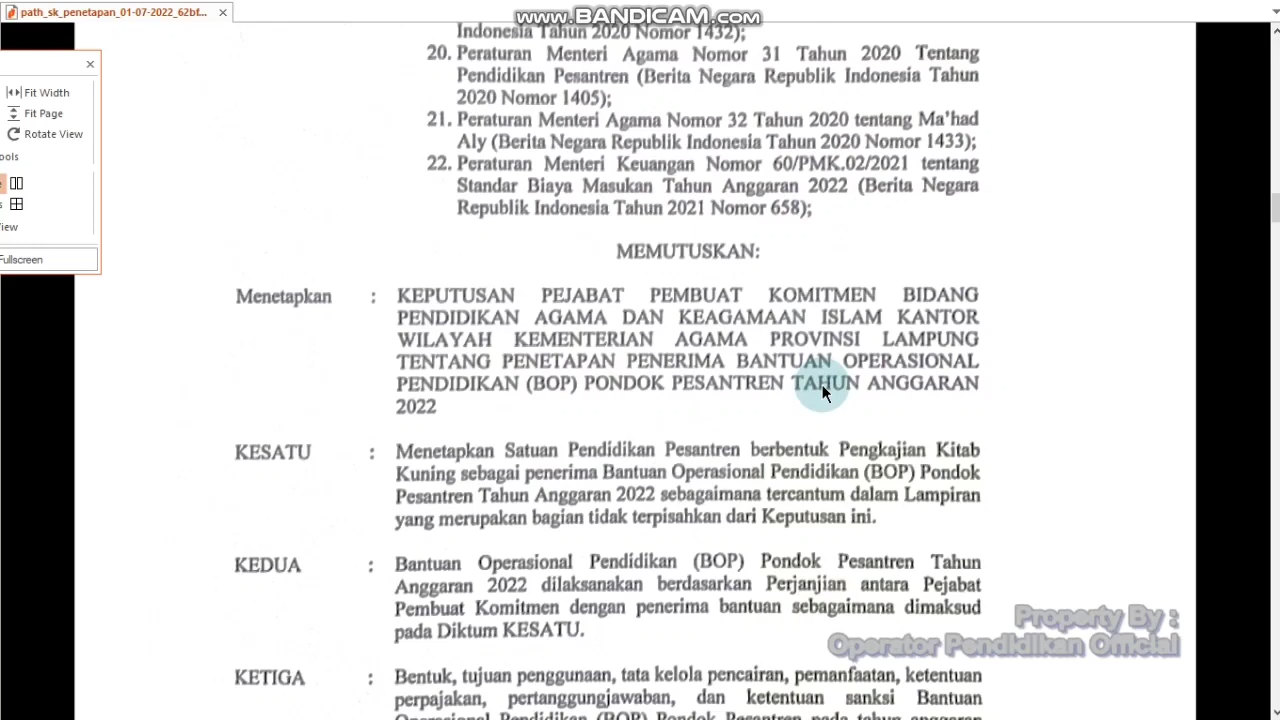 path_sk_penetapan_01-07-2022_62bf...
www.BANDICAM.com
Fit Width
Fit Page
Rotate View
ools
iew
Fullscreen
Indonesia Tahun 2020 Nomor 1432);
20. Peraturan Menteri Agama Nomor 31 Tahun 2020 Tentang
Pendidikan Pesantren (Berita Negara Republik Indonesia Tahun
2020 Nomor 1405);
21. Peraturan Menteri Agama Nomor 32 Tahun 2020 tentang Ma'had
Aly (Berita Negara Republik Indonesia Tahun 2020 Nomor 1433);
22. Peraturan Menteri Keuangan Nomor 60/PMK.02/2021 tentang
Standar Biaya Masukan Tahun Anggaran 2022 (Berita Negara
Republik Indonesia Tahun 2021 Nomor 658);
MEMUTUSKAN:
Menetapkan : KEPUTUSAN PEJABAT PEMBUAT KOMITMEN BIDANG
PENDIDIKAN AGAMA DAN KEAGAMAAN ISLAM KANTOR
WILAYAH KEMENTERIAN AGAMA PROVINSI LAMPUNG
TENTANG PENETAPAN PENERIMA BANTUAN OPERASIONAL
PENDIDIKAN (BOP) PONDOK PESANTREN TAHUN ANGGARAN
2022
KESATU : Menetapkan Satuan Pendidikan Pesantren berbentuk Pengkajian Kitab
Kuning sebagai penerima Bantuan Operasional Pendidikan (BOP) Pondok
Pesantren Tahun Anggaran 2022 sebagaimana tercantum dalam Lampiran
yang merupakan bagian tidak terpisahkan dari Keputusan ini.
KEDUA : Bantuan Operasional Pendidikan (BOP) Pondok Pesantren Tahun
Anggaran 2022 dilaksanakan berdasarkan Perjanjian antara Pejabat
Pembuat Komitmen dengan penerima bantuan sebagaimana dimaksud
pada Diktum KESATU.
KETIGA : Bentuk, tujuan penggunaan, tata kelola pencairan, pemanfaatan, ketentuan
perpajakan, pertanggungjawaban, dan ketentuan sanksi Bantuan
Operasional Pendidikan (BOP) Pondok Pesantren pada tahun anggaran
Property By :
Operator Pendidikan Official